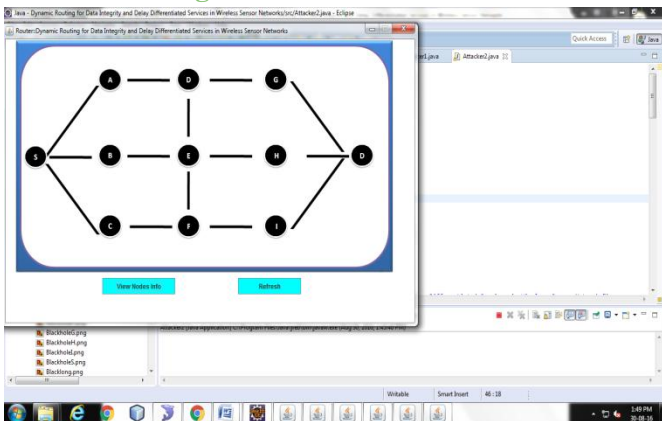 Java - Dynamic Routing for Data Integrity and Delay Differentiated Services in Wireless Sensor Networks/src/Attacker2.java - Eclipse
Router:Dynamic Routing for Data Integrity and Delay Differentiated Services in Wireless Sensor Networks
Quick Access
Java
Attacker2.java
A D G
S B E H D
C F I
View Nodes Info Refresh
BlackholeG.png
BlackholeH.png
BlackholeI.png
BlackholeS.png
Blacklong.png
Writable Smart Insert 46 : 18
1:49 PM
30-08-16